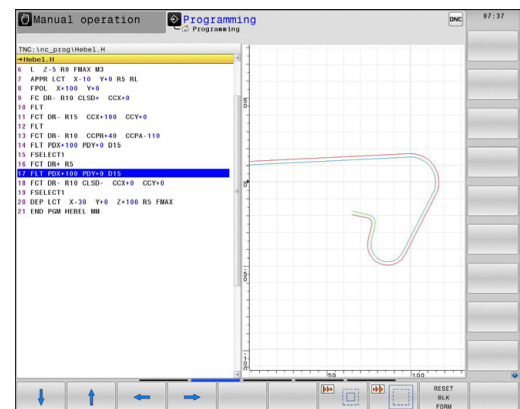 Manual operation
Programming
Programming
DNC
07:37
TNC:\nc_prog\Hebel.H
→Hebel.H
6 L Z-5 R0 FMAX M3
7 APPR LCT X-10 Y+0 R5 RL
8 FPOL X+100 Y+0
9 FC DR- R10 CLSD+ CCX+0
10 FLT
11 FCT DR- R15 CCX+100 CCY+0
12 FLT
13 FCT DR- R10 CCPR+40 CCPA-110
14 FLT PDX+100 PDY+0 D15
15 FSELECT1
16 FCT DR+ R5
17 FLT PDX+100 PDY+0 D15
18 FCT DR- R10 CLSD- CCX+0 CCY+0
19 FSELECT1
20 DEP LCT X-30 Y+0 Z+100 R5 FMAX
21 END PGM HEBEL MM
50
100
RESET
BLK
FORM